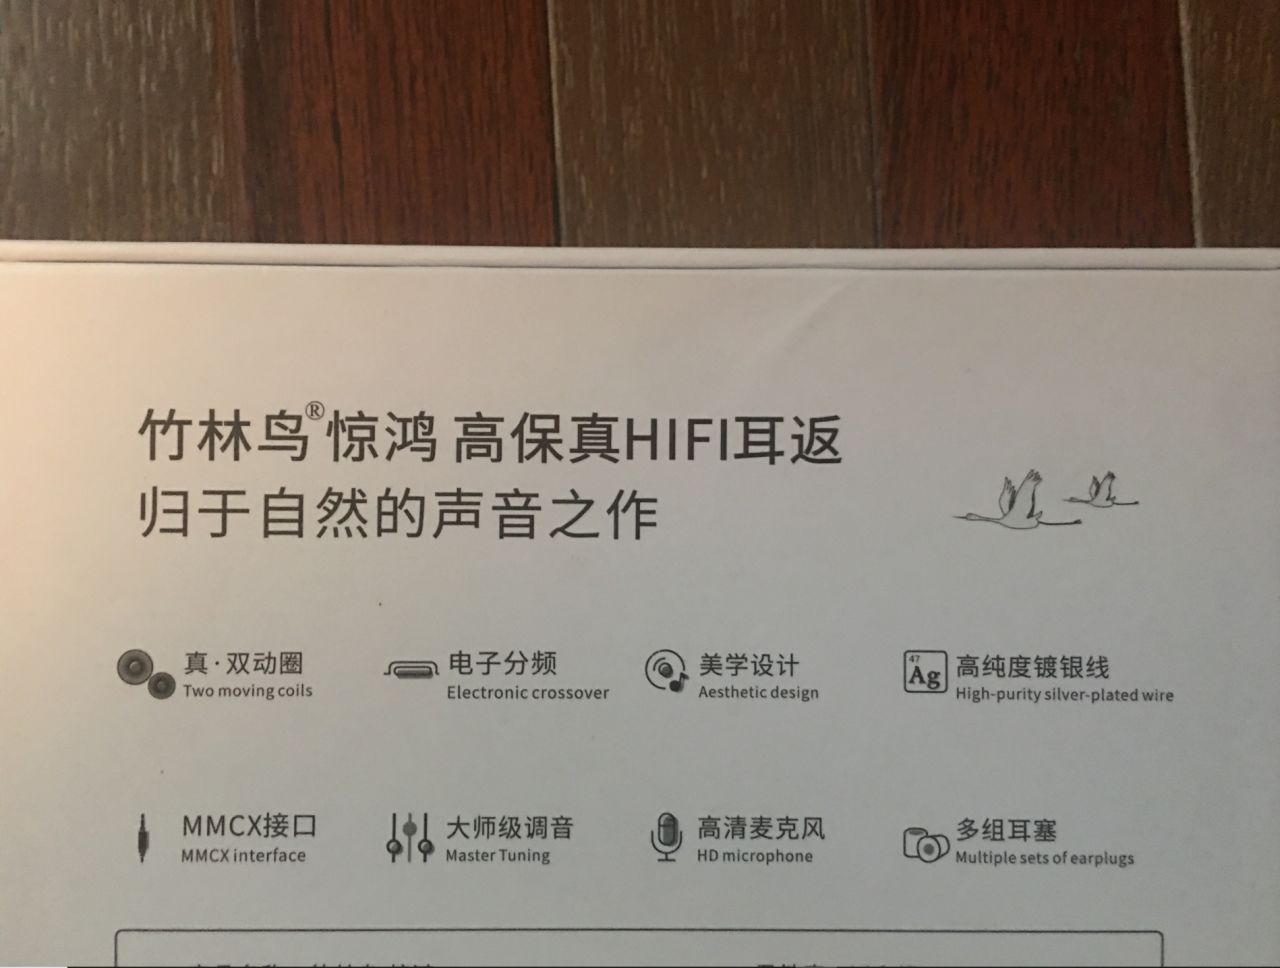 竹林鸟®惊鸿 高保真HIFI耳返
归于自然的声音之作
真·双动圈
Two moving coils
电子分频
Electronic crossover
美学设计
Aesthetic design
47
Ag
高纯度镀银线
High-purity silver-plated wire
MMCX接口
MMCX interface
大师级调音
Master Tuning
高清麦克风
HD microphone
多组耳塞
Multiple sets of earplugs